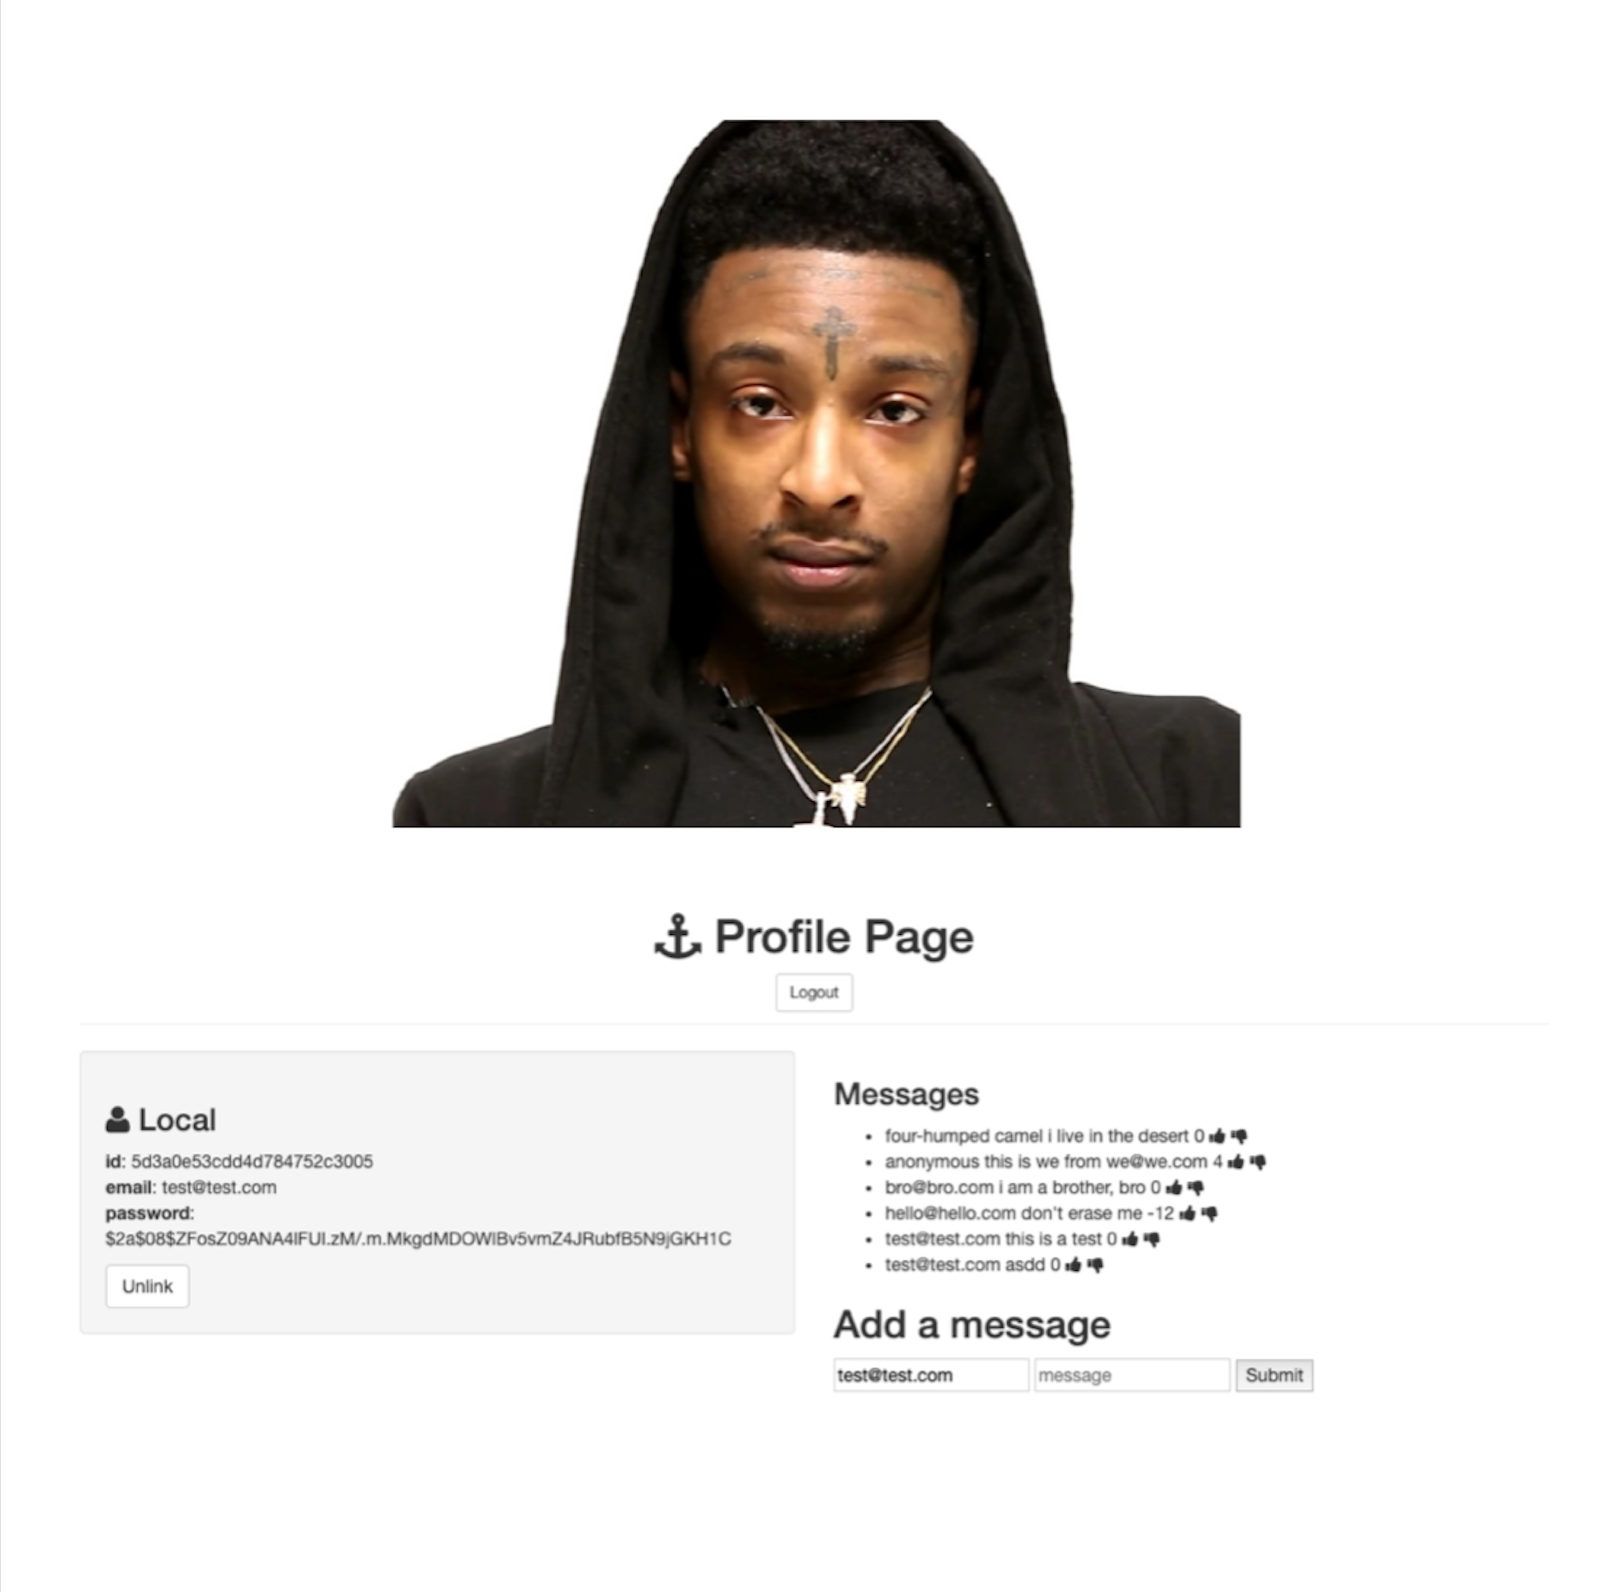 Profile Page
Logout
Local
id: 5d3a0e53cdd4d784752c3005
email: test@test.com
password:
$2a$08$ZFosZ09ANA4lFUI.zM/.m.MkgdMDOWlBv5vmZ4JRubfB5N9jGKH1C
Unlink
Messages
four-humped camel i live in the desert 0
anonymous this is we from we@we.com 4
bro@bro.com i am a brother, bro 0
hello@hello.com don't erase me -12
test@test.com this is a test 0
test@test.com asdd 0
Add a message
test@test.com message Submit